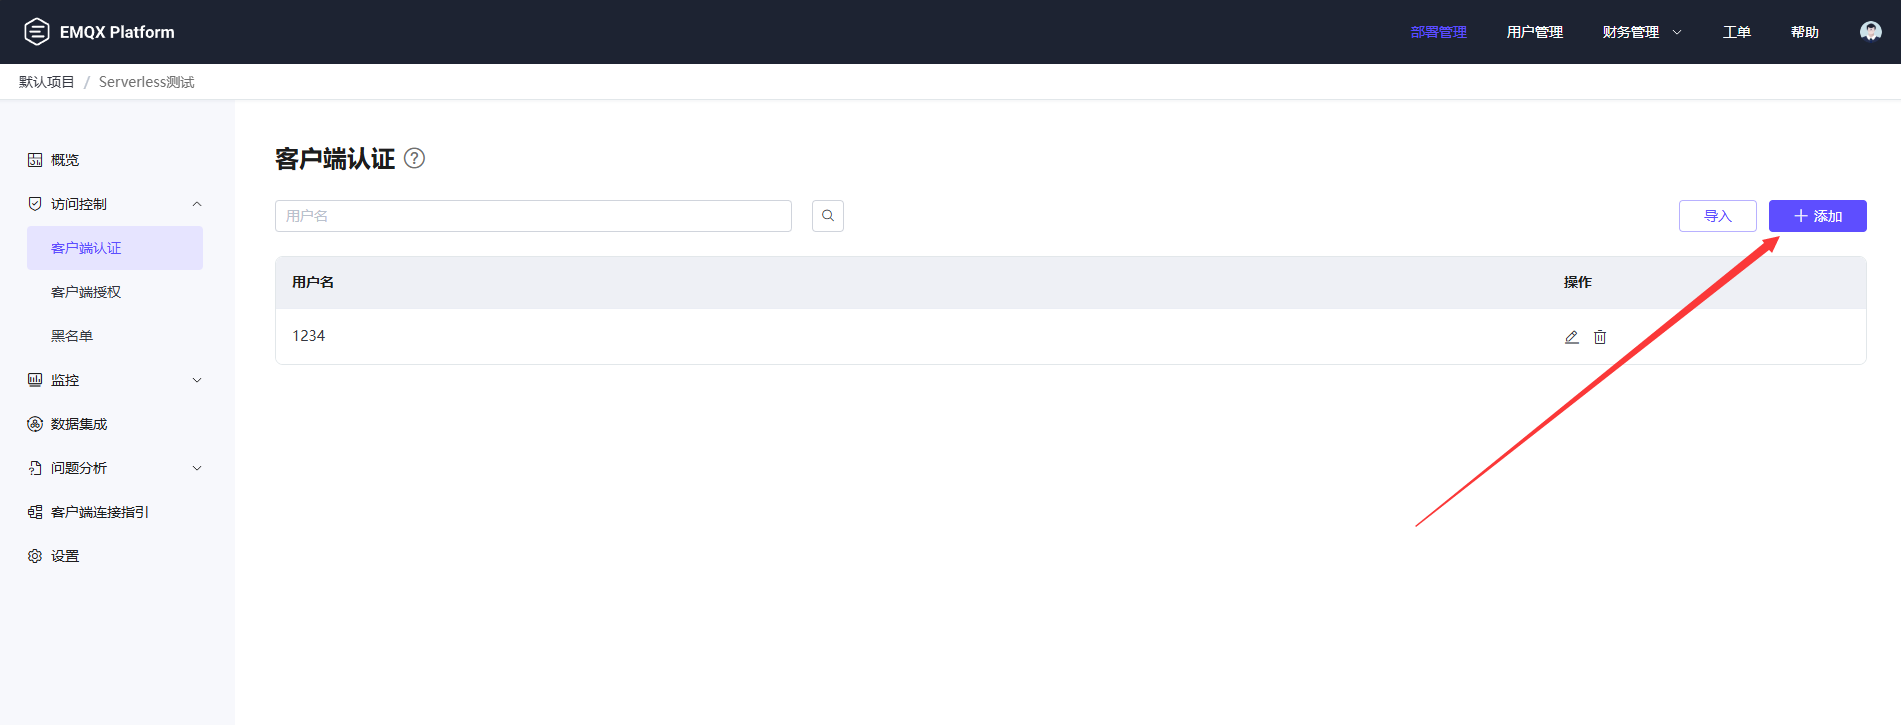 EMQX Platform 部署管理 用户管理 财务管理 工单 帮助
默认项目 / Serverless测试
概览
访问控制
客户端认证
客户端授权
黑名单
监控
数据集成
问题分析
客户端连接指引
设置
客户端认证 ?
用户名
导入 + 添加
用户名 操作
1234